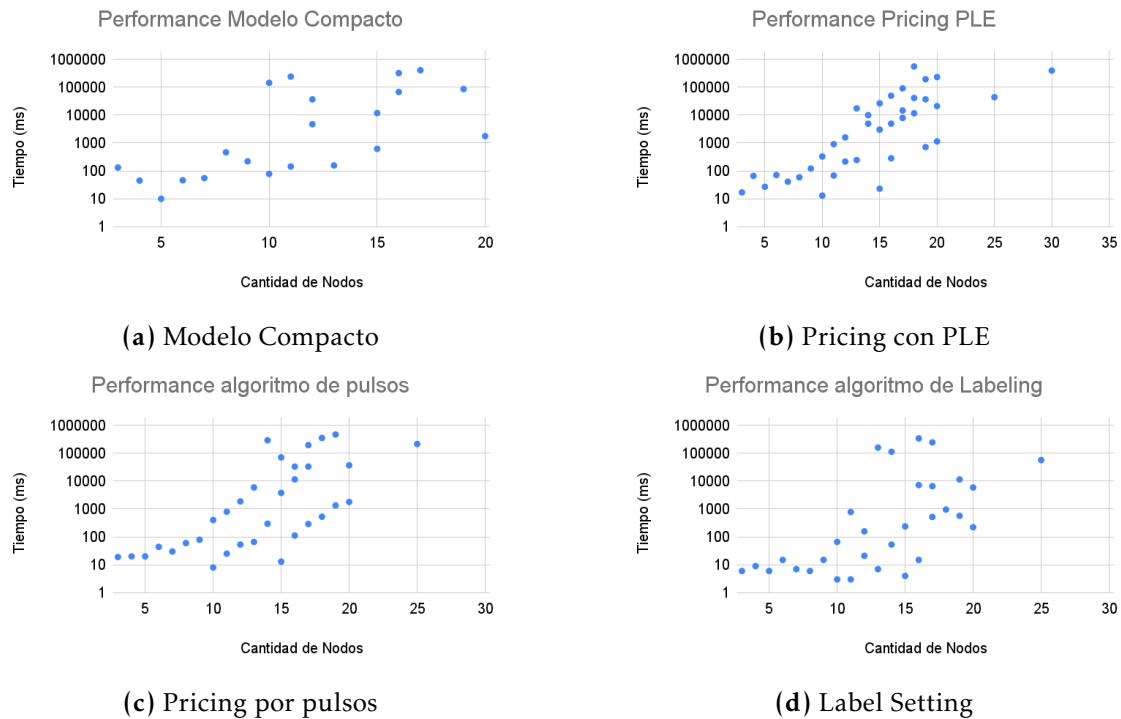 Performance Modelo Compacto
1000000
100000
10000
1000
100
10
1
Tiempo (ms)
5 10 15 20
Cantidad de Nodos
(a) Modelo Compacto
Performance Pricing PLE
1000000
100000
10000
1000
100
10
1
Tiempo (ms)
5 10 15 20 25 30 35
Cantidad de Nodos
(b) Pricing con PLE
Performance algoritmo de pulsos
1000000
100000
10000
1000
100
10
1
Tiempo (ms)
5 10 15 20 25 30
Cantidad de Nodos
(c) Pricing por pulsos
Performance algoritmo de Labeling
1000000
100000
10000
1000
100
10
1
Tiempo (ms)
5 10 15 20 25 30
Cantidad de Nodos
(d) Label Setting